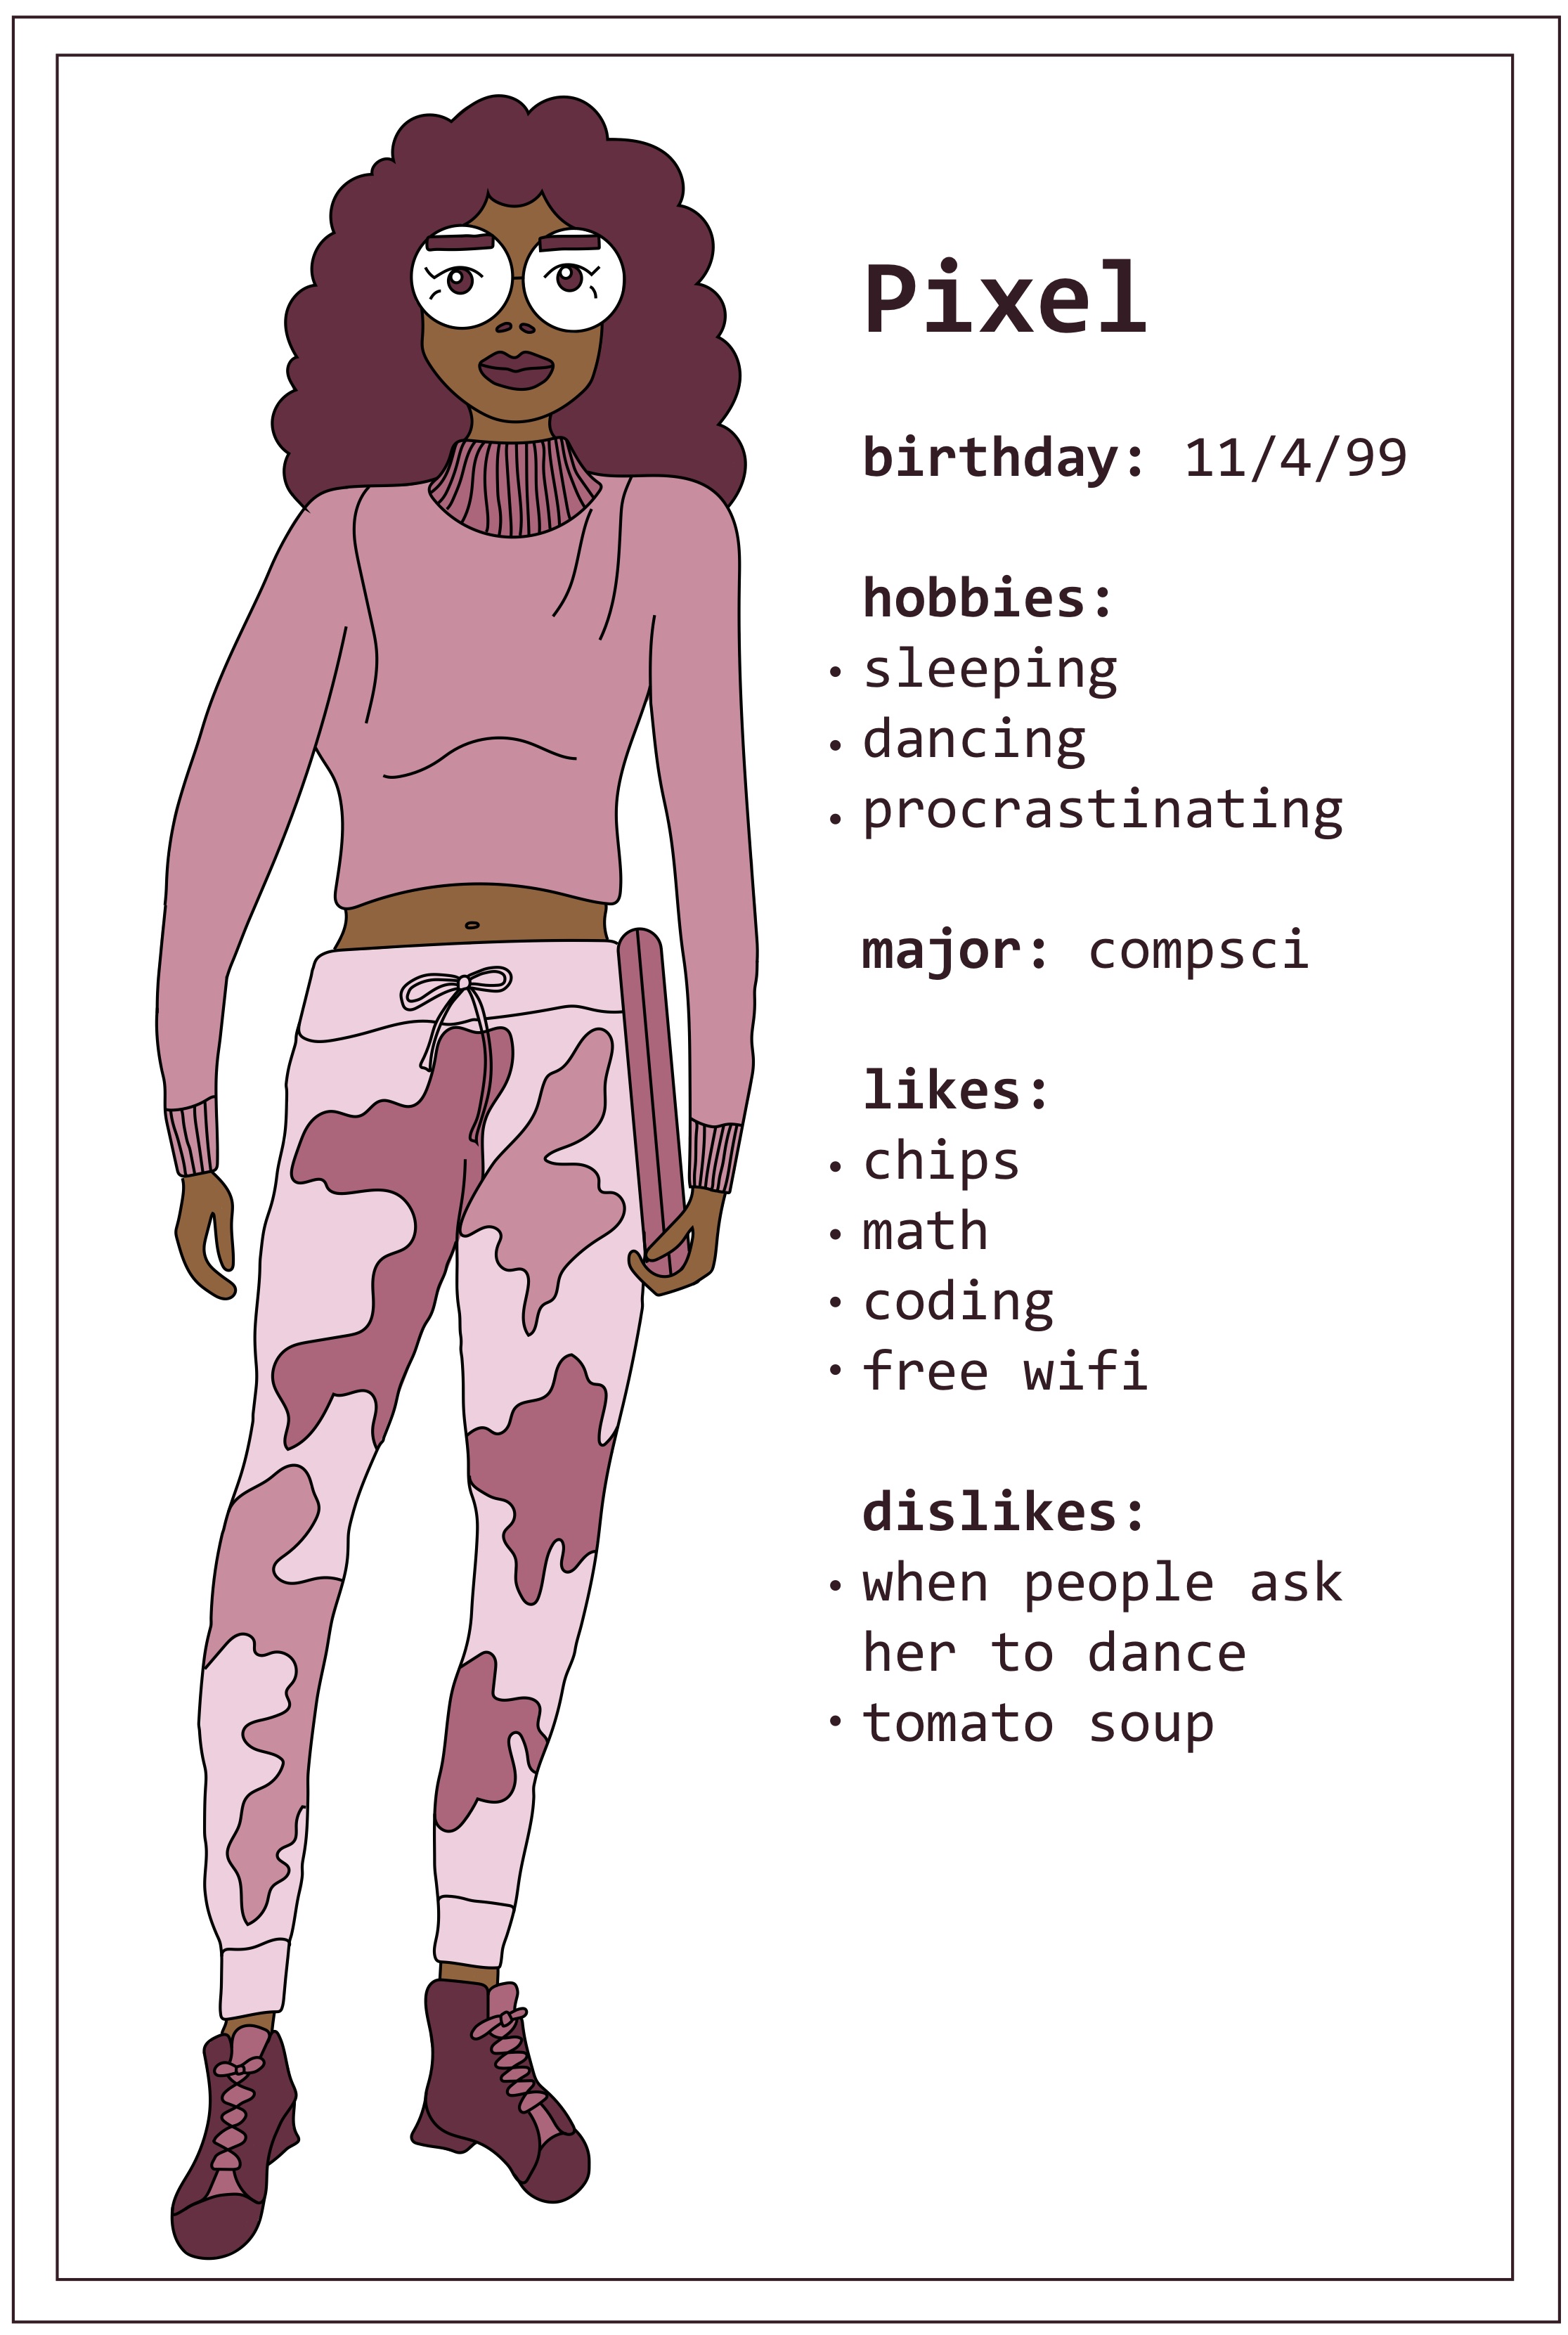 Pixel
birthday: 11/4/99
hobbies:
• sleeping
• dancing
• procrastinating
major: compsci
likes:
• chips
• math
• coding
• free wifi
dislikes:
• when people ask
her to dance
• tomato soup